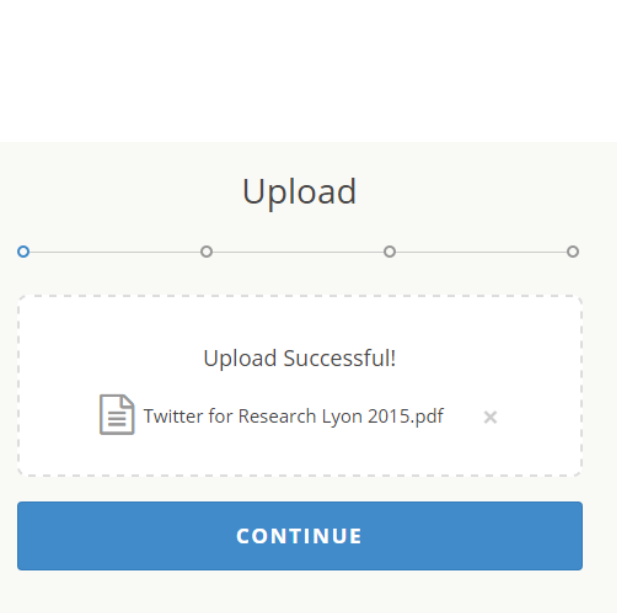 Upload
Upload Successful!
Twitter for Research Lyon 2015.pdf ×
CONTINUE